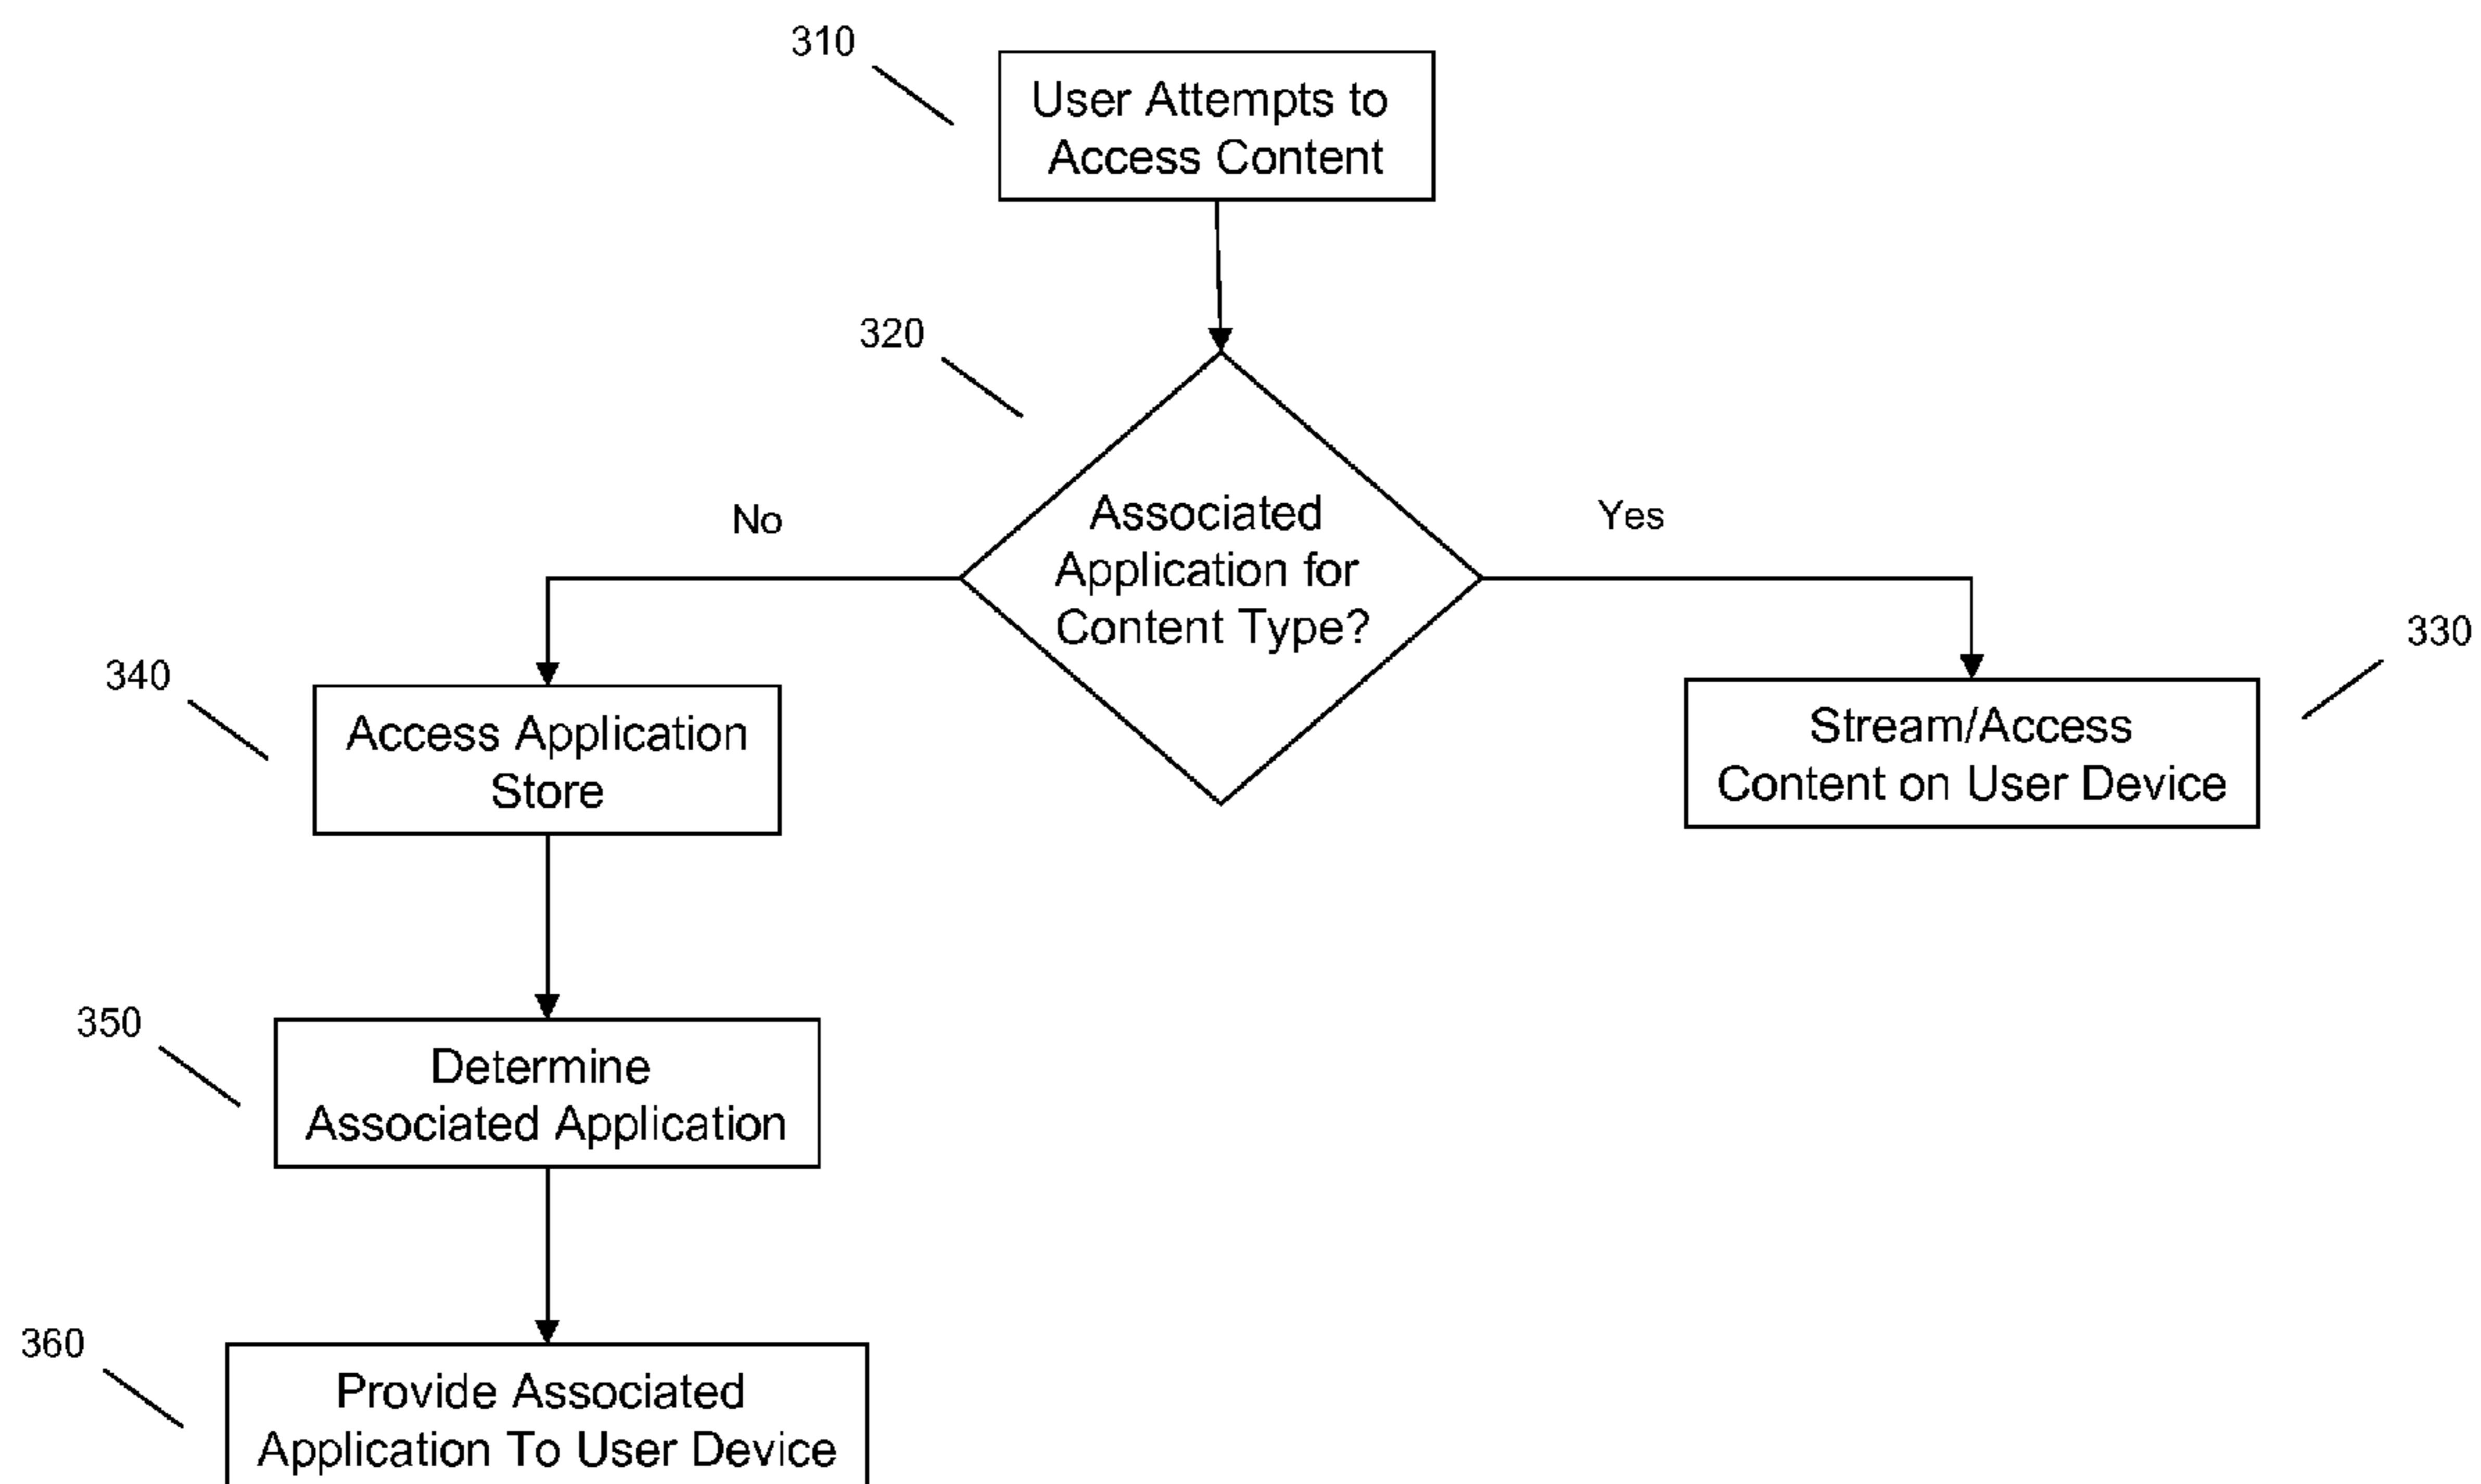 310
User Attempts to
Access Content
320
Associated
Application for
Content Type?
No
Yes
330
Stream/Access
Content on User Device
340
Access Application
Store
350
Determine
Associated Application
360
Provide Associated
Application To User Device